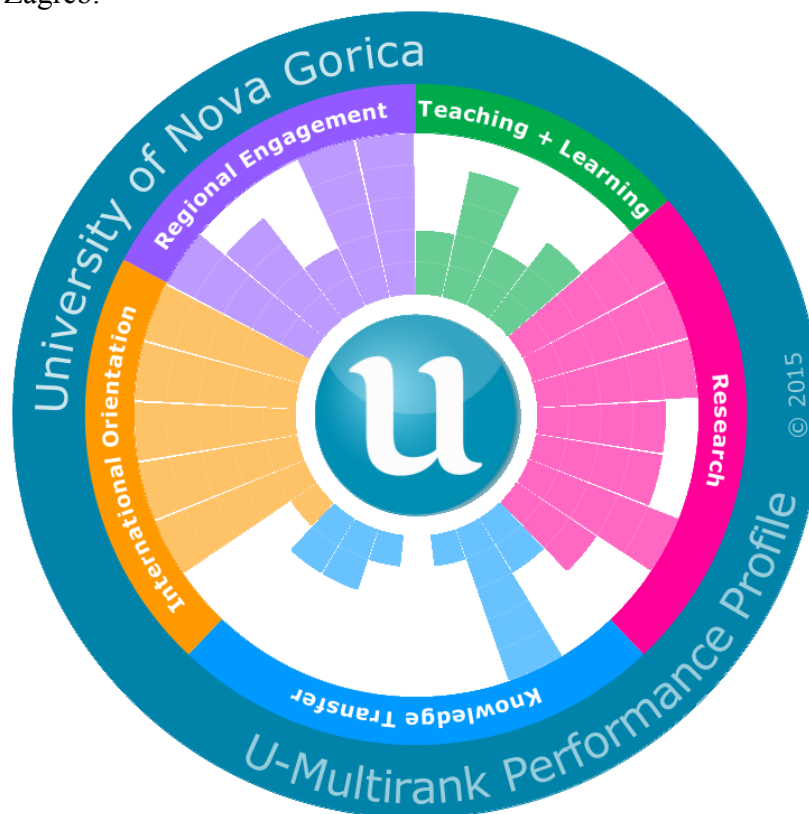 Zagreb.
University of Nova Gorica
Teaching + Learning
Research
Knowledge Transfer
International Orientation
Regional Engagement
u
© 2015
U-Multirank Performance Profile